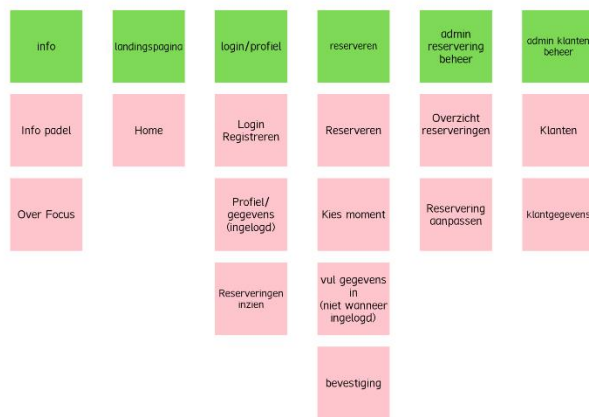 info
landingspagina
login/profiel
reserveren
admin
reservering
beheer
admin klanten
beheer
Info padel
Home
Login
Registreren
Reserveren
Overzicht
reserveringen
Klanten
Over Focus
Profiel/
gegevens
(ingelogd)
Kies moment
Reservering
aanpassen
klantgegevens
Reserveringen
inzien
vul gegevens
in
(niet wanneer
ingelogd)
bevestiging